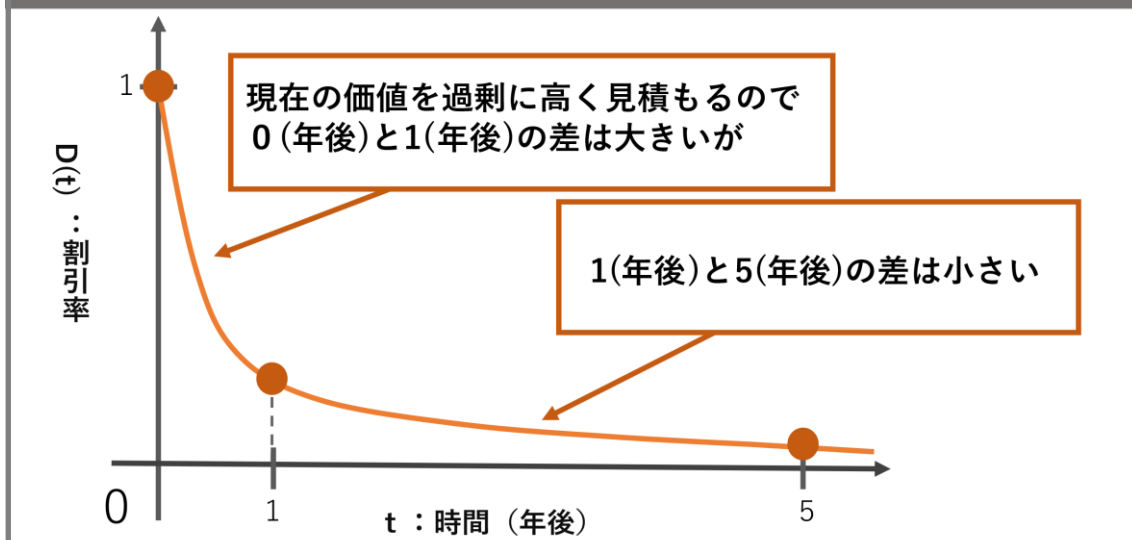 1
現在の価値を過剰に高く見積もるので
0 (年後)と1(年後)の差は大きいが
D(t)：割引率
1(年後)と5(年後)の差は小さい
0
1
t ：時間（年後）
5